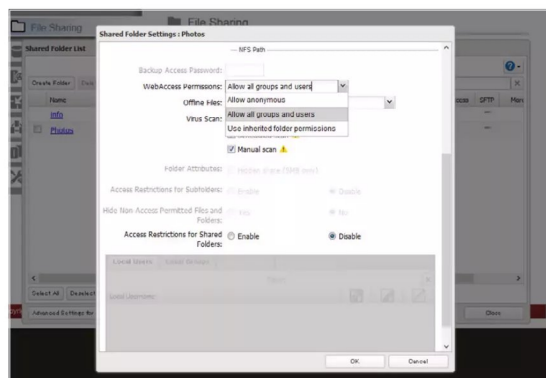 File Sharing
File Sharing
Shared Folder List
Shared Folder Settings : Photos
--- NFS Path ---
Create Folder
Backup Access Password:
WebAccess Permissions: Allow all groups and users
Allow anonymous
Allow all groups and users
Use inherited folder permissions
Offline Files:
Virus Scan:
Manual scan
Name
SFTP
info
Photos
Folder Attributes:
Access Restrictions for Subfolders: Enable Disable
Hide Non-Access Permitted Files and Folders: Yes No
Access Restrictions for Shared Folders: Enable Disable
Local Users
Local Groups
Local Username:
Select All Deselect
Advanced Settings for
Close
OK Cancel